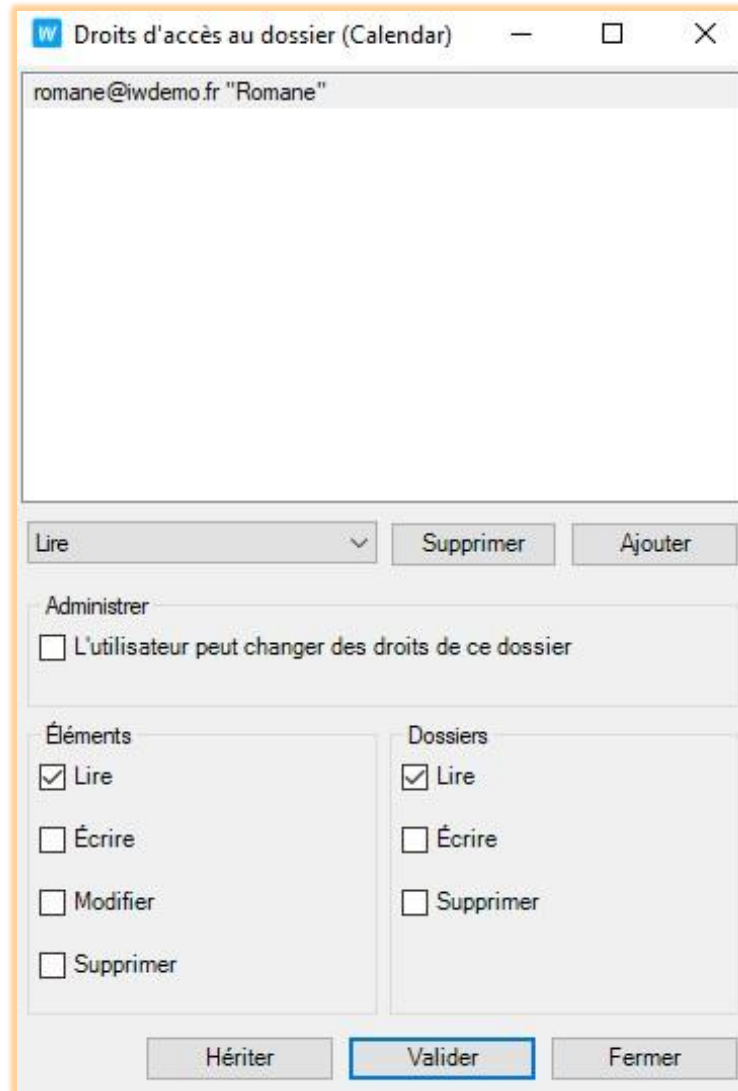 W Droits d'accès au dossier (Calendar)
romane@iwdemo.fr "Romane"
Lire Supprimer Ajouter
Administrer
L'utilisateur peut changer des droits de ce dossier
Éléments Dossiers
Lire Lire
Écrire Écrire
Modifier Supprimer
Supprimer
Hériter Valider Fermer